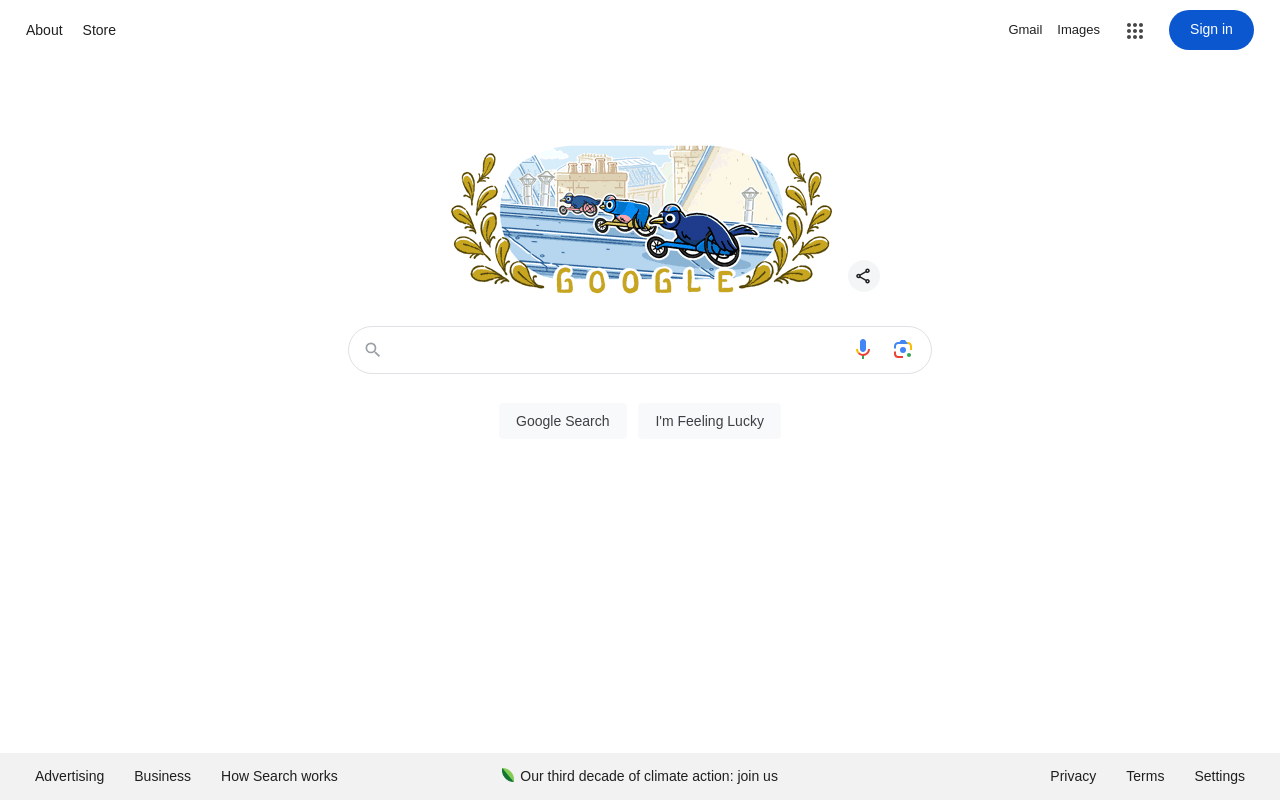 About Store Gmail Images Sign in
GOOGLE
Google Search I'm Feeling Lucky
Advertising Business How Search works Our third decade of climate action: join us Privacy Terms Settings